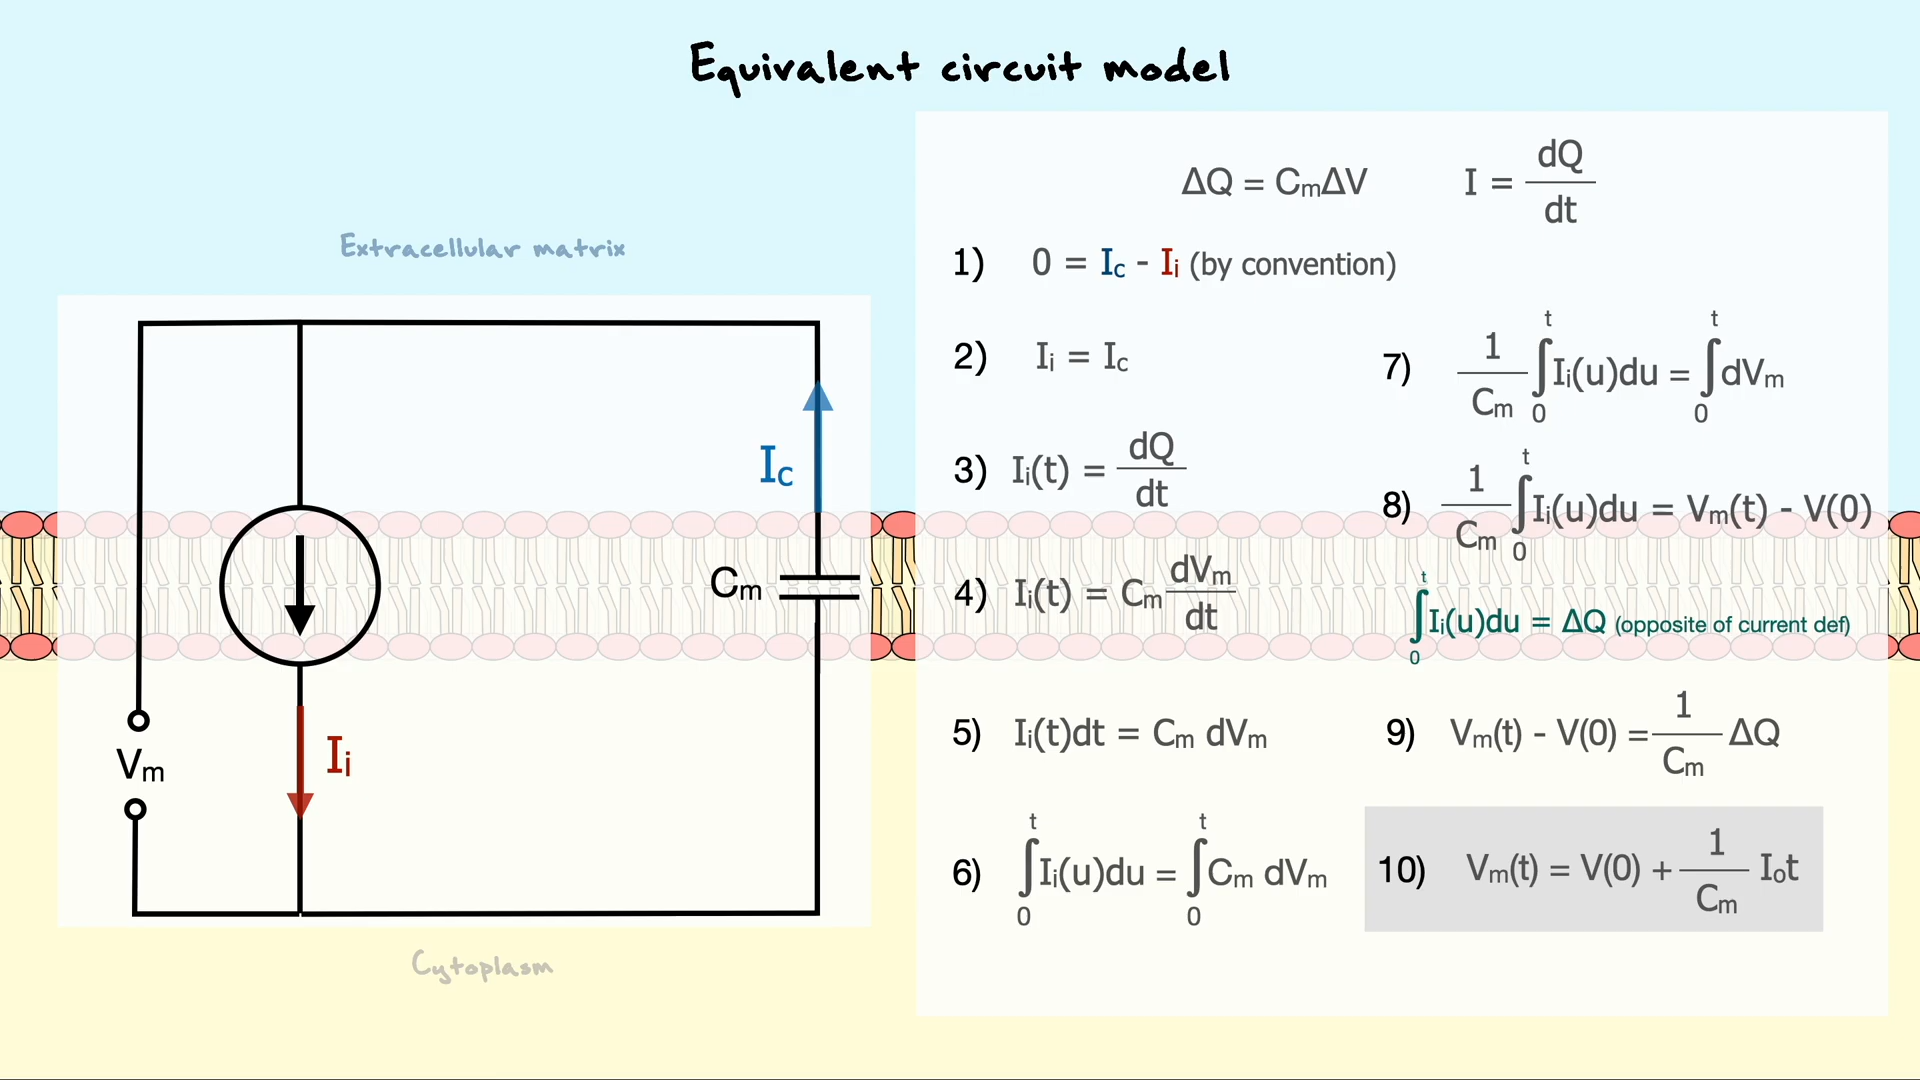 Equivalent circuit model
Extracellular matrix
Ic
Cm
Vm
Ii
Cytoplasm
ΔQ = CmΔV
I = dQ/dt
1) 0 = Ic - Ii (by convention)
2) Ii = Ic
3) Ii(t) = dQ/dt
4) Ii(t) = Cm dVm/dt
5) Ii(t)dt = Cm dVm
6) ∫₀ᵗ Ii(u)du = ∫₀ᵗ Cm dVm
7) 1/Cm ∫₀ᵗ Ii(u)du = ∫₀ᵗ dVm
8) 1/Cm ∫₀ᵗ Ii(u)du = Vm(t) - V(0)
∫₀ᵗ Ii(u)du = ΔQ (opposite of current def)
9) Vm(t) - V(0) = 1/Cm ΔQ
10) Vm(t) = V(0) + 1/Cm Iot